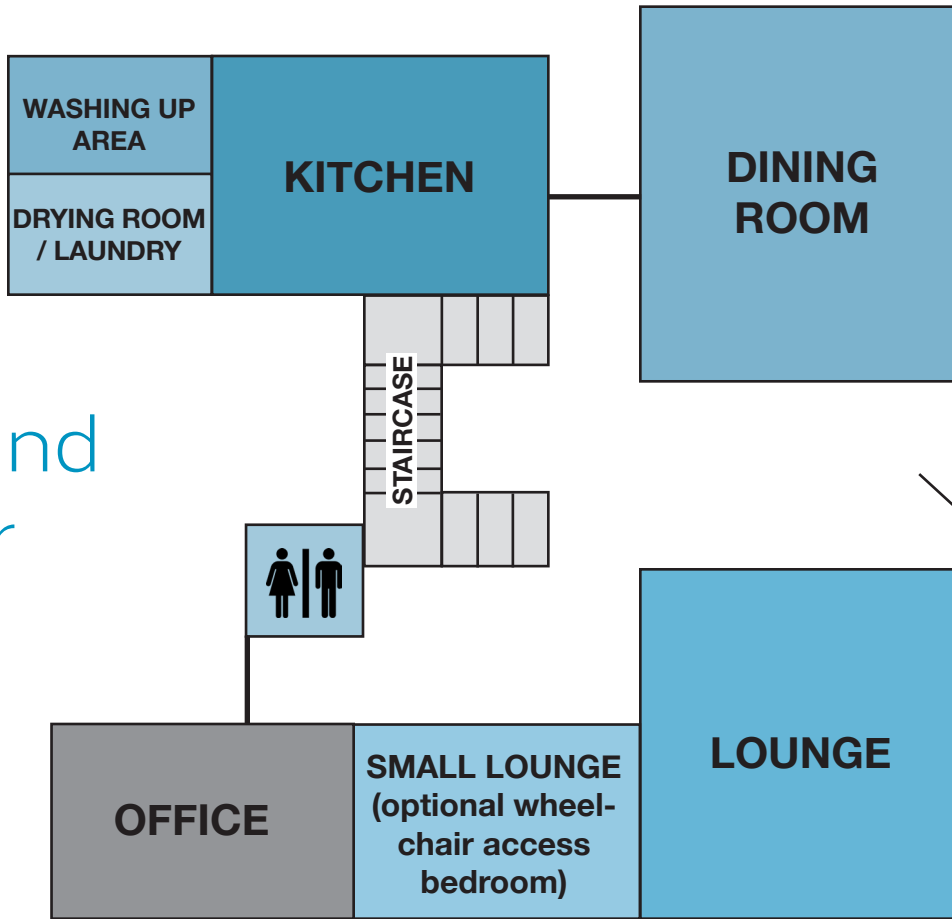 WASHING UP
AREA
KITCHEN
DINING
ROOM
DRYING ROOM
/ LAUNDRY
STAIRCASE
nd
r
OFFICE
SMALL LOUNGE
(optional wheel-
chair access
bedroom)
LOUNGE